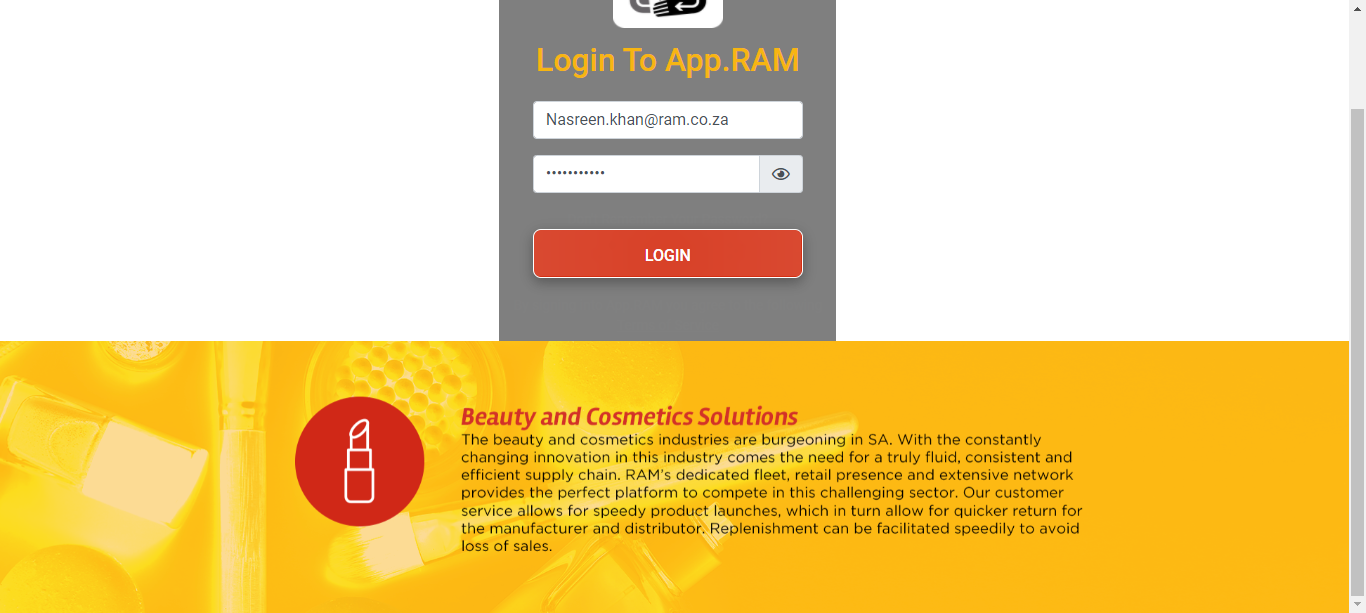 Login To App.RAM
Nasreen.khan@ram.co.za
•••••••••••
LOGIN
Beauty and Cosmetics Solutions
The beauty and cosmetics industries are burgeoning in SA. With the constantly
changing innovation in this industry comes the need for a truly fluid, consistent and
efficient supply chain. RAM's dedicated fleet, retail presence and extensive network
provides the perfect platform to compete in this challenging sector. Our customer
service allows for speedy product launches, which in turn allow for quicker return for
the manufacturer and distributor. Replenishment can be facilitated speedily to avoid
loss of sales.